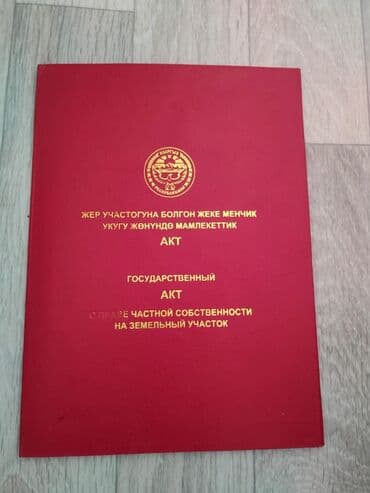 ЖЕР УЧАСТОГУНА БОЛГОН ЖЕКЕ МЕНЧИК
УКУГУ ЖӨНҮНДӨ МАМЛЕКЕТТИК
АКТ
ГОСУДАРСТВЕННЫЙ
АКТ
О ПРАВЕ ЧАСТНОЙ СОБСТВЕННОСТИ
НА ЗЕМЕЛЬНЫЙ УЧАСТОК